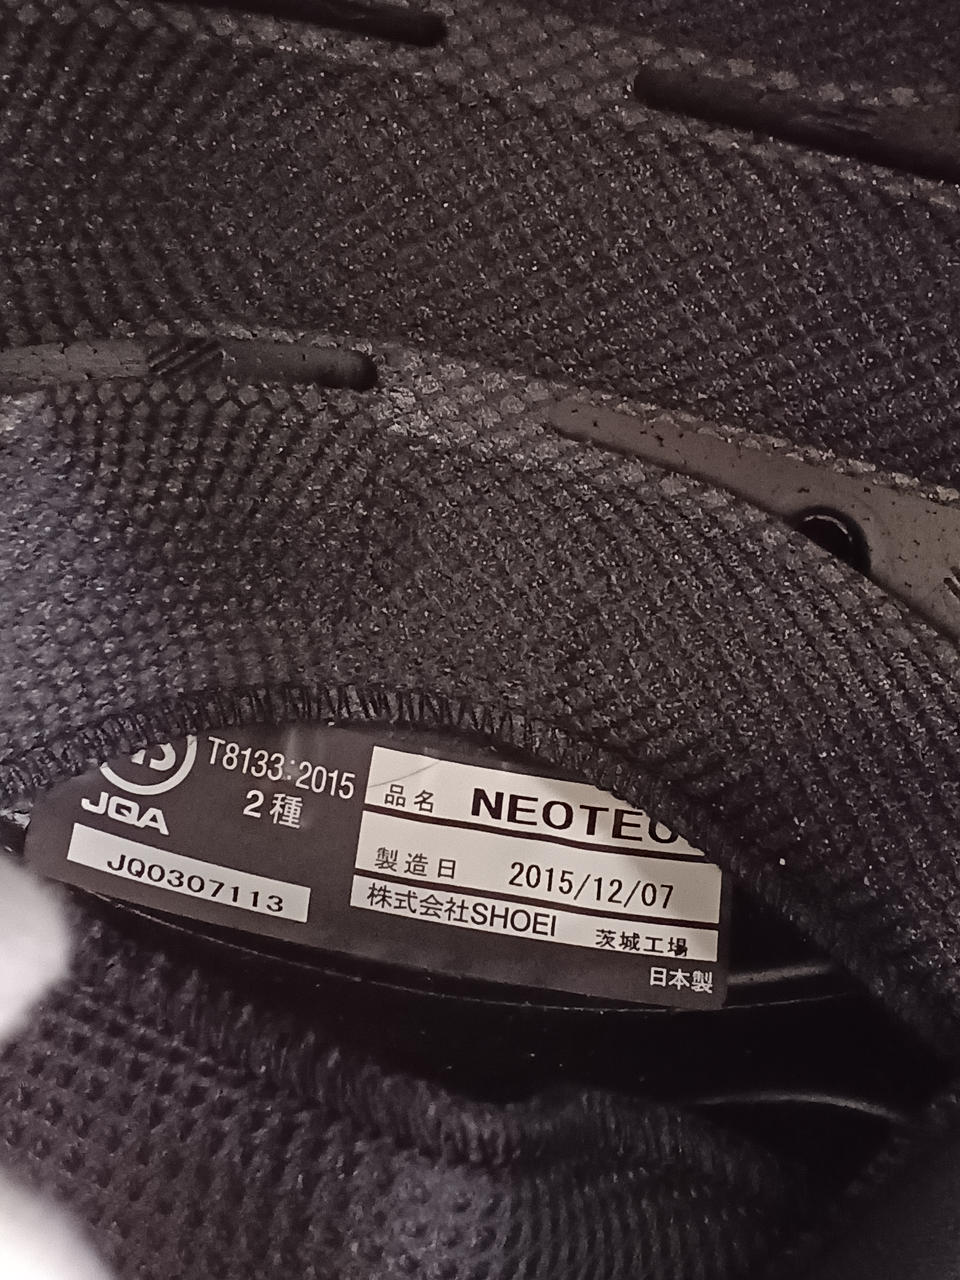 T8133:2015
2種
JQA
JQ0307113
品名 NEOTEC
製造日 2015/12/07
株式会社SHOEI 茨城工場
日本製